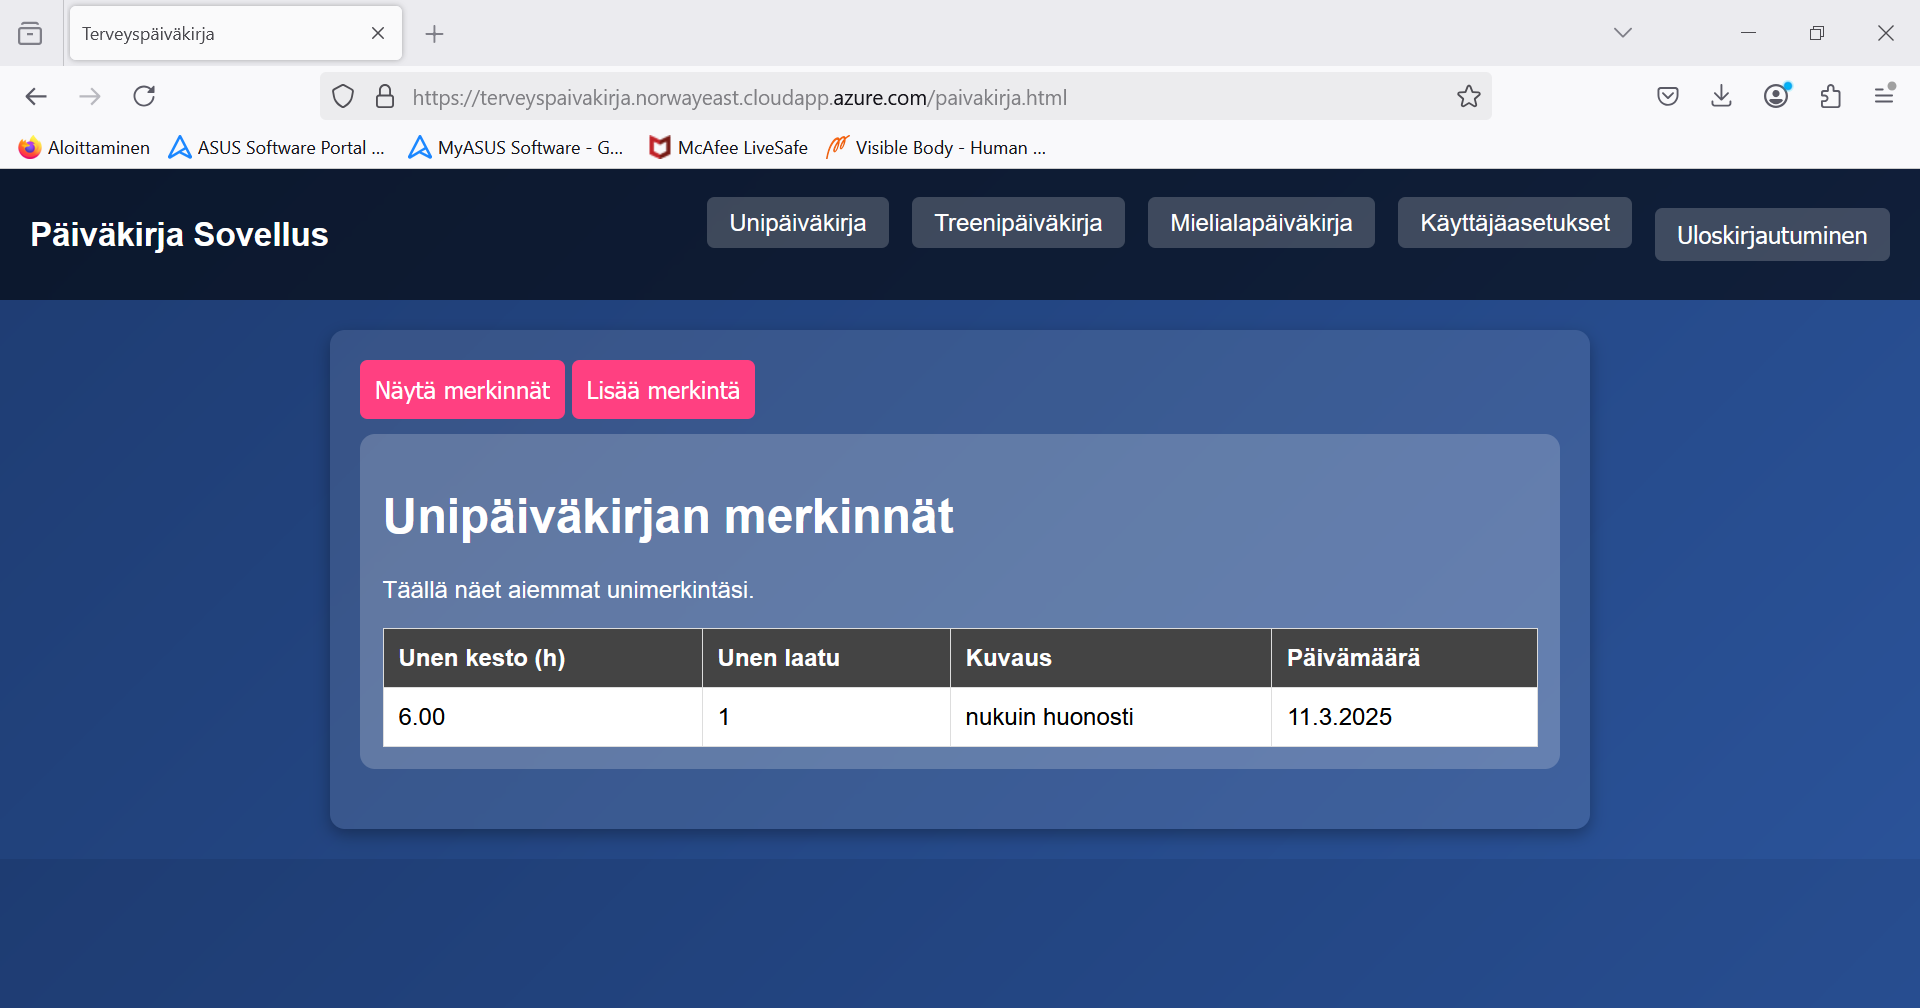 Terveyspäiväkirja
https://terveyspaivakirja.norwayeast.cloudapp.azure.com/paivakirja.html
Aloittaminen ASUS Software Portal ... MyASUS Software - G... McAfee LiveSafe Visible Body - Human ...
Päiväkirja Sovellus Unipäiväkirja Treenipäiväkirja Mielialapäiväkirja Käyttäjäasetukset Uloskirjautuminen
Näytä merkinnät Lisää merkintä
Unipäiväkirjan merkinnät
Täällä näet aiemmat unimerkintäsi.
Unen kesto (h) Unen laatu Kuvaus Päivämäärä
6.00 1 nukuin huonosti 11.3.2025